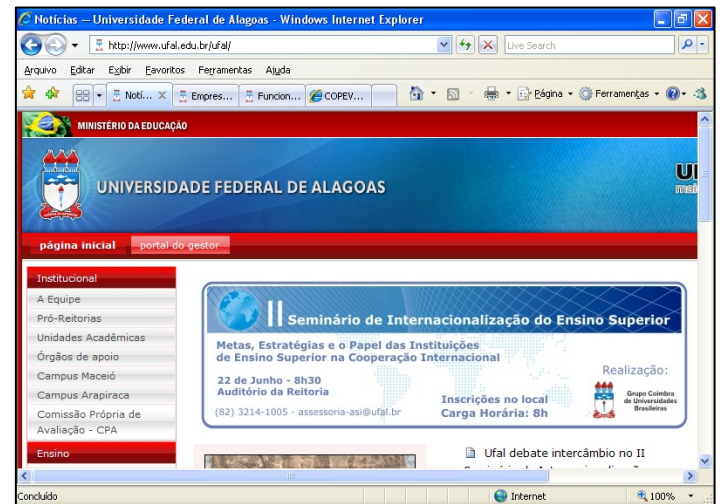 Notícias — Universidade Federal de Alagoas - Windows Internet Explorer
http://www.ufal.edu.br/ufal/
Live Search
Arquivo Editar Exibir Favoritos Ferramentas Ajuda
Notí... Empres... Funcion... COPEV... Página Ferramentas
MINISTÉRIO DA EDUCAÇÃO
UNIVERSIDADE FEDERAL DE ALAGOAS
página inicial portal do gestor
Institucional
A Equipe
Pró-Reitorias
Unidades Acadêmicas
Órgãos de apoio
Campus Maceió
Campus Arapiraca
Comissão Própria de
Avaliação - CPA
Ensino
II Seminário de Internacionalização do Ensino Superior
Metas, Estratégias e o Papel das Instituições
de Ensino Superior na Cooperação Internacional
22 de Junho - 8h30
Auditório da Reitoria
(82) 3214-1005 - assessoria-asi@ufal.br
Inscrições no local
Carga Horária: 8h
Realização:
Grupo Coimbra
de Universidades
Brasileiras
Ufal debate intercâmbio no II
Concluído
Internet
100%